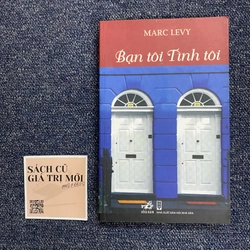 MARC LEVY
Bạn tôi Tình tôi
SÁCH CŨ
GIÁ TRỊ MỚI